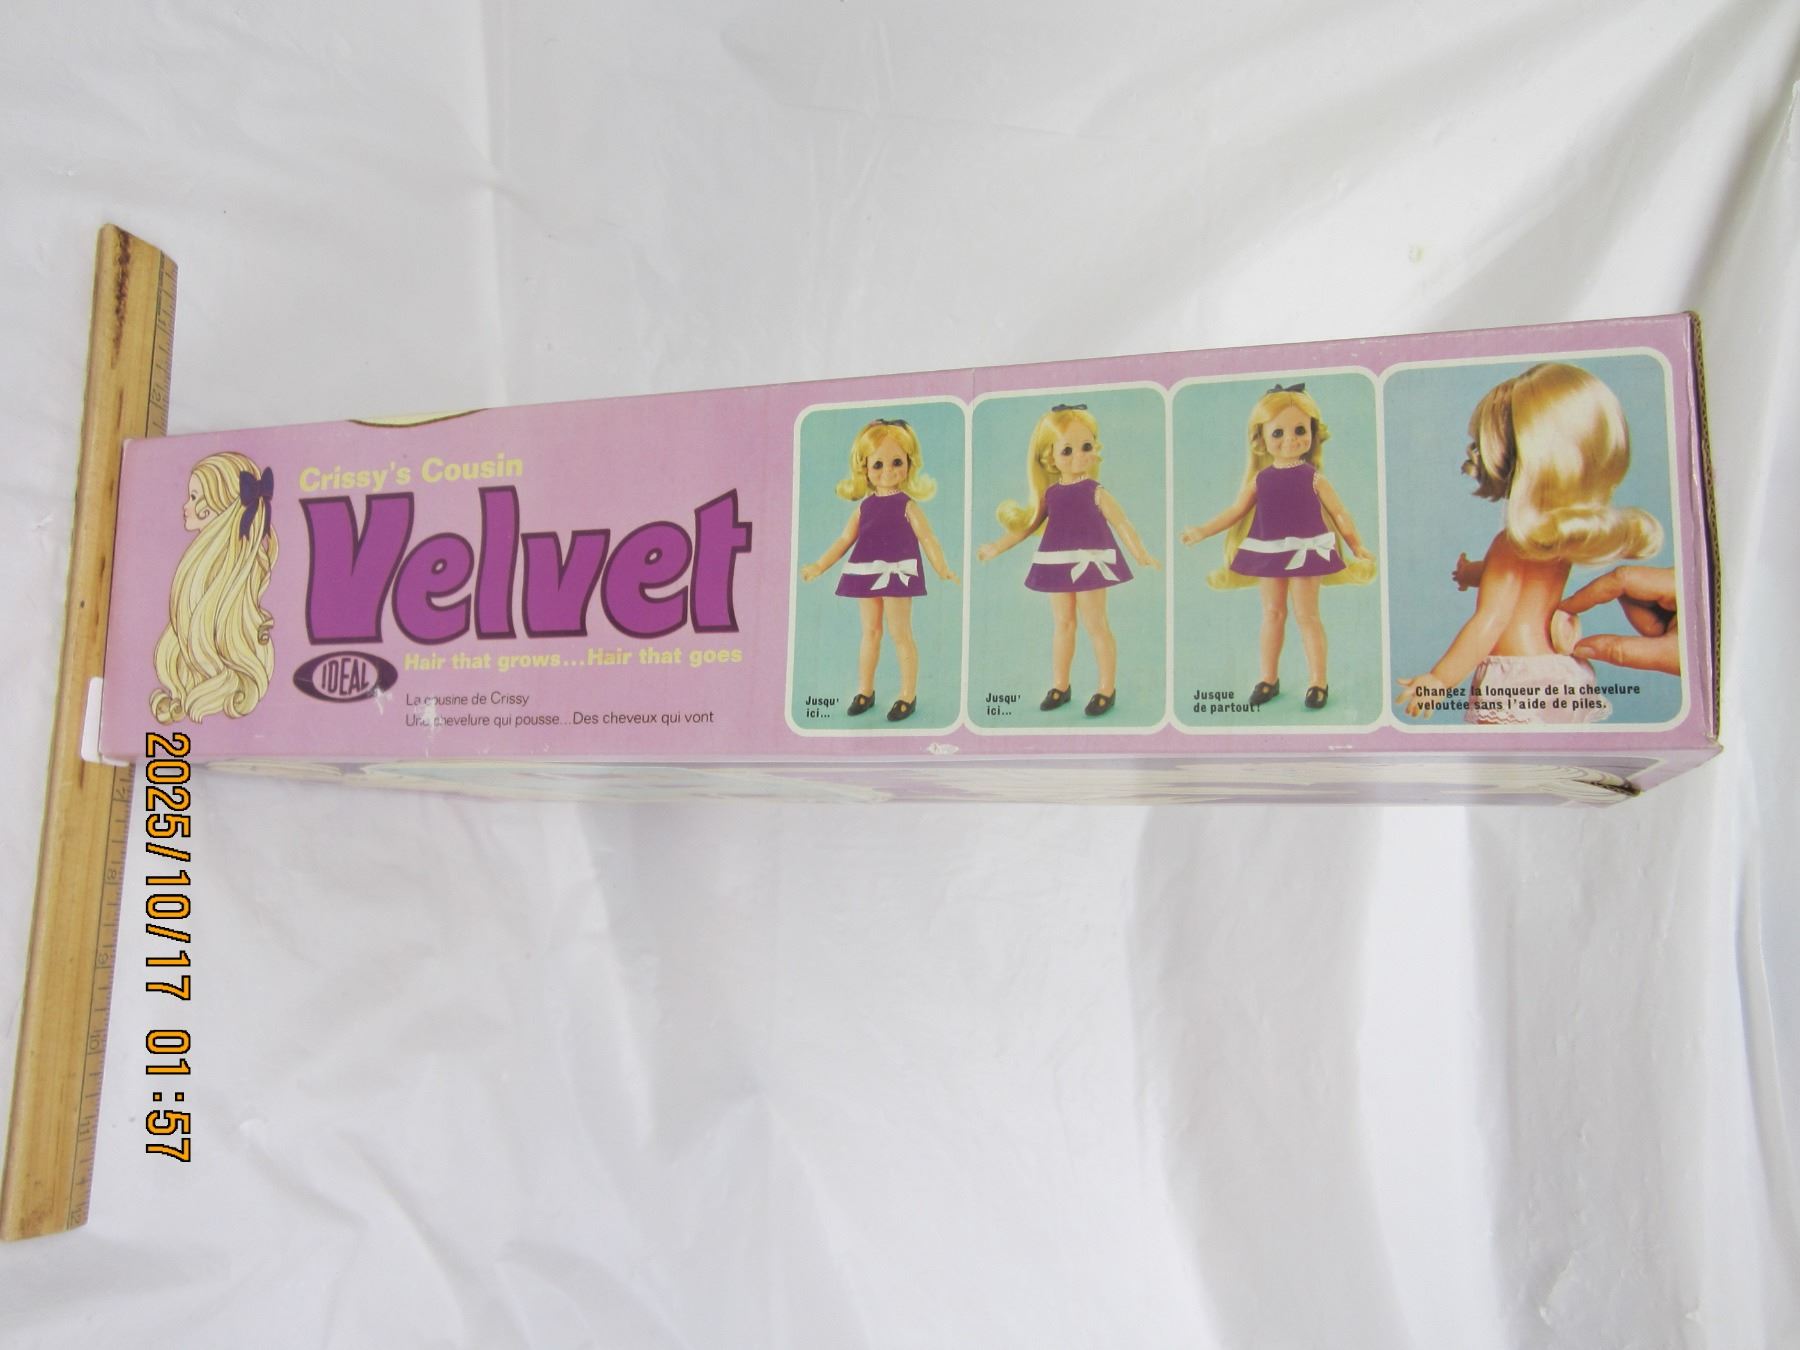 Crissy's Cousin
Velvet
Hair that grows...Hair that goes
IDEAL
La cousine de Crissy
Une chevelure qui pousse...Des cheveux qui vont
Jusqu'
ici...
Jusqu'
ici...
Jusque
de partout!
Changez la lonqueur de la chevelure
veloutée sans l'aide de piles.
2025/10/17 01:57